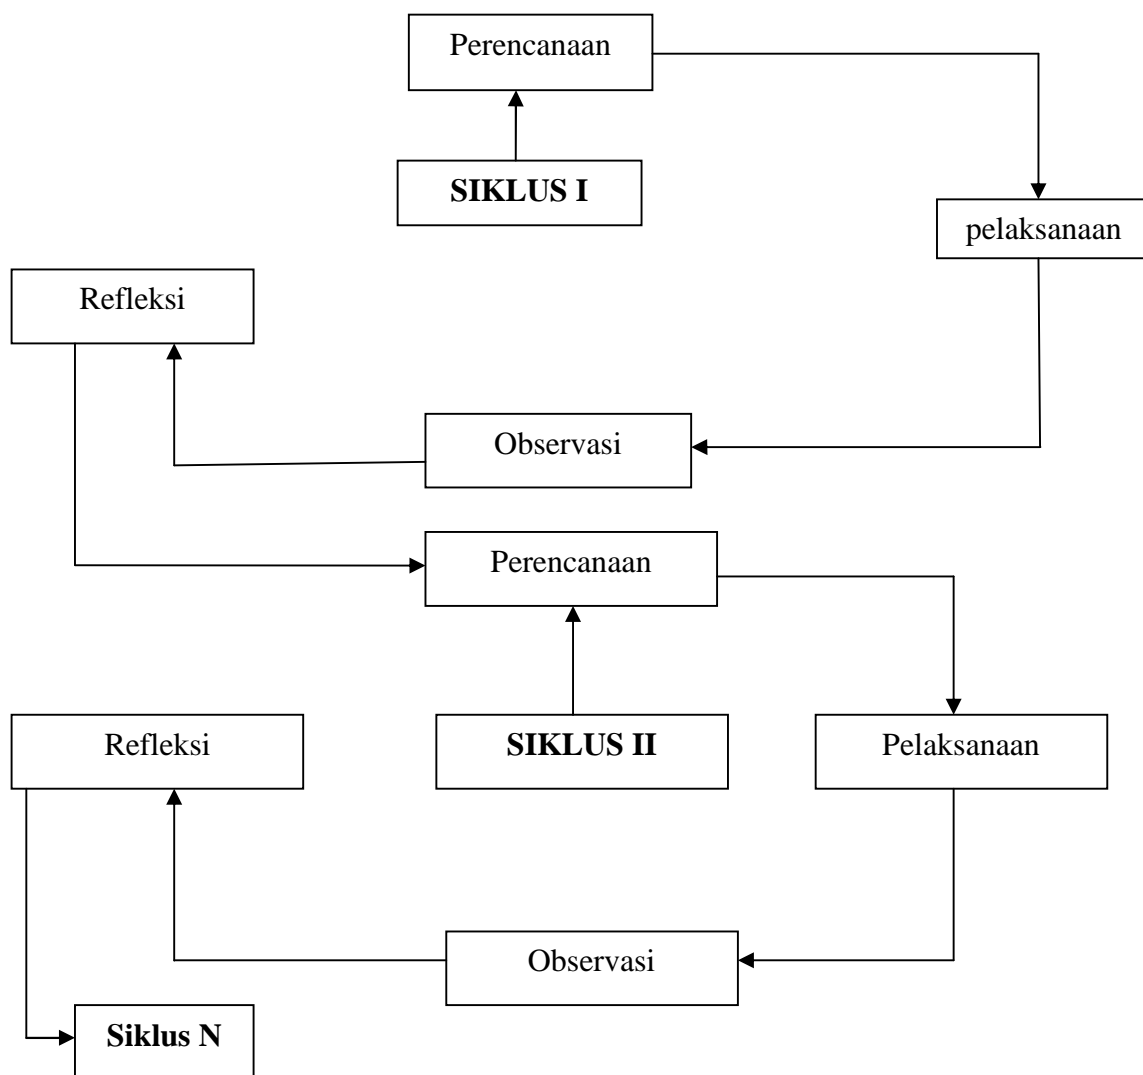 Perencanaan
SIKLUS I
pelaksanaan
Refleksi
Observasi
Perencanaan
Refleksi
SIKLUS II
Pelaksanaan
Observasi
Siklus N